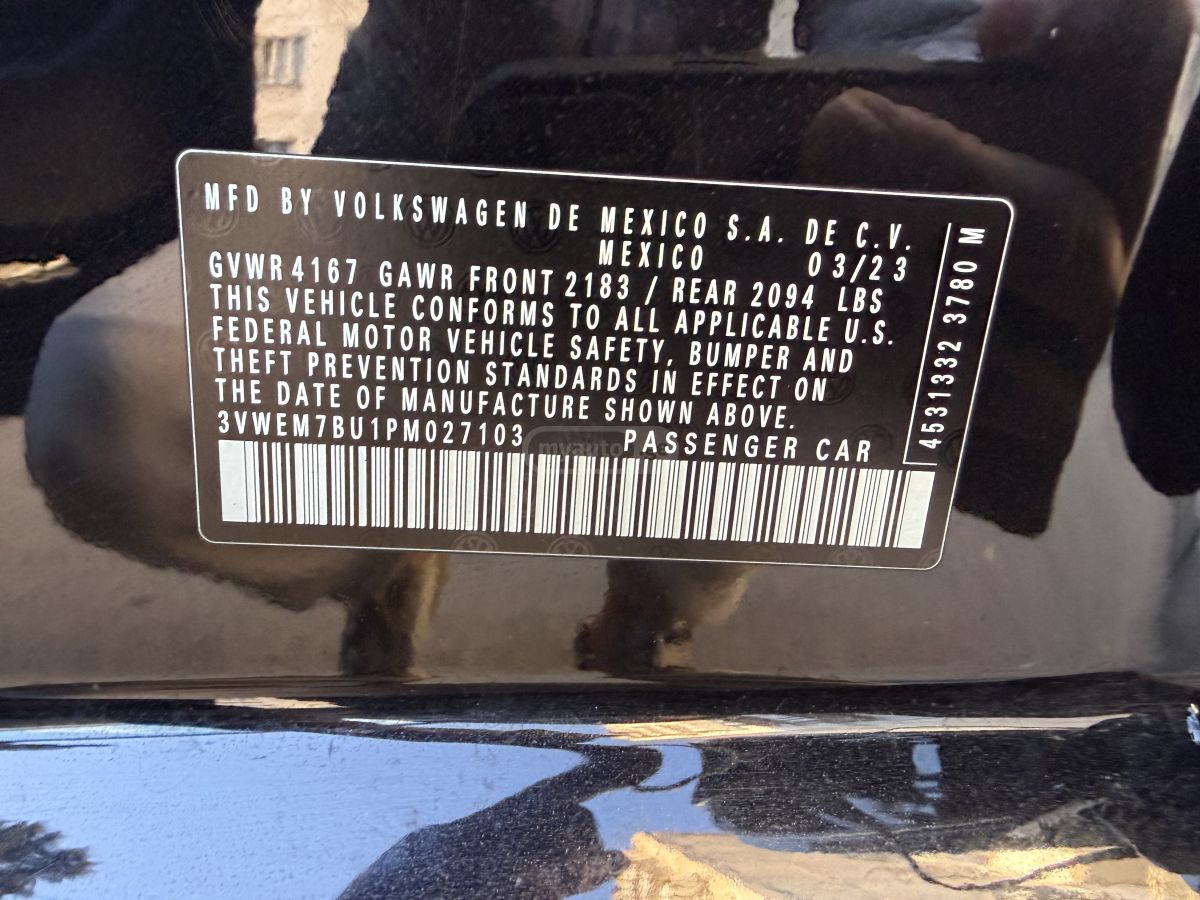 MFD BY VOLKSWAGEN DE MEXICO S.A. DE C.V.
MEXICO 03/23
GVWR 4167 GAWR FRONT 2183 / REAR 2094 LBS
THIS VEHICLE CONFORMS TO ALL APPLICABLE U.S.
FEDERAL MOTOR VEHICLE SAFETY, BUMPER AND
THEFT PREVENTION STANDARDS IN EFFECT ON
THE DATE OF MANUFACTURE SHOWN ABOVE.
3VWEM7BU1PM027103 PASSENGER CAR
4531332 3780 M
myauto